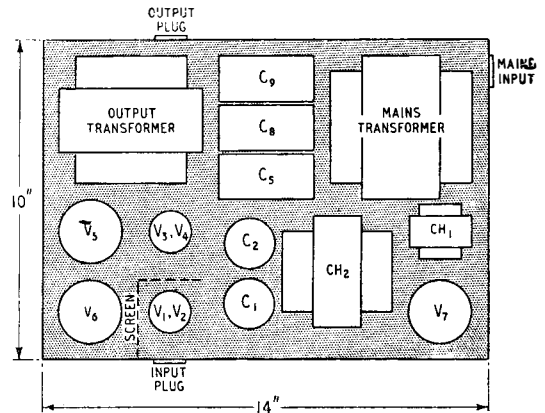 OUTPUT
PLUG
MAINS
INPUT
C9
OUTPUT
TRANSFORMER
C8
MAINS
TRANSFORMER
C5
10"
V5
V3, V4
C2
CH1
CH2
V6
SCREEN
V1, V2
C1
V7
INPUT
PLUG
14"